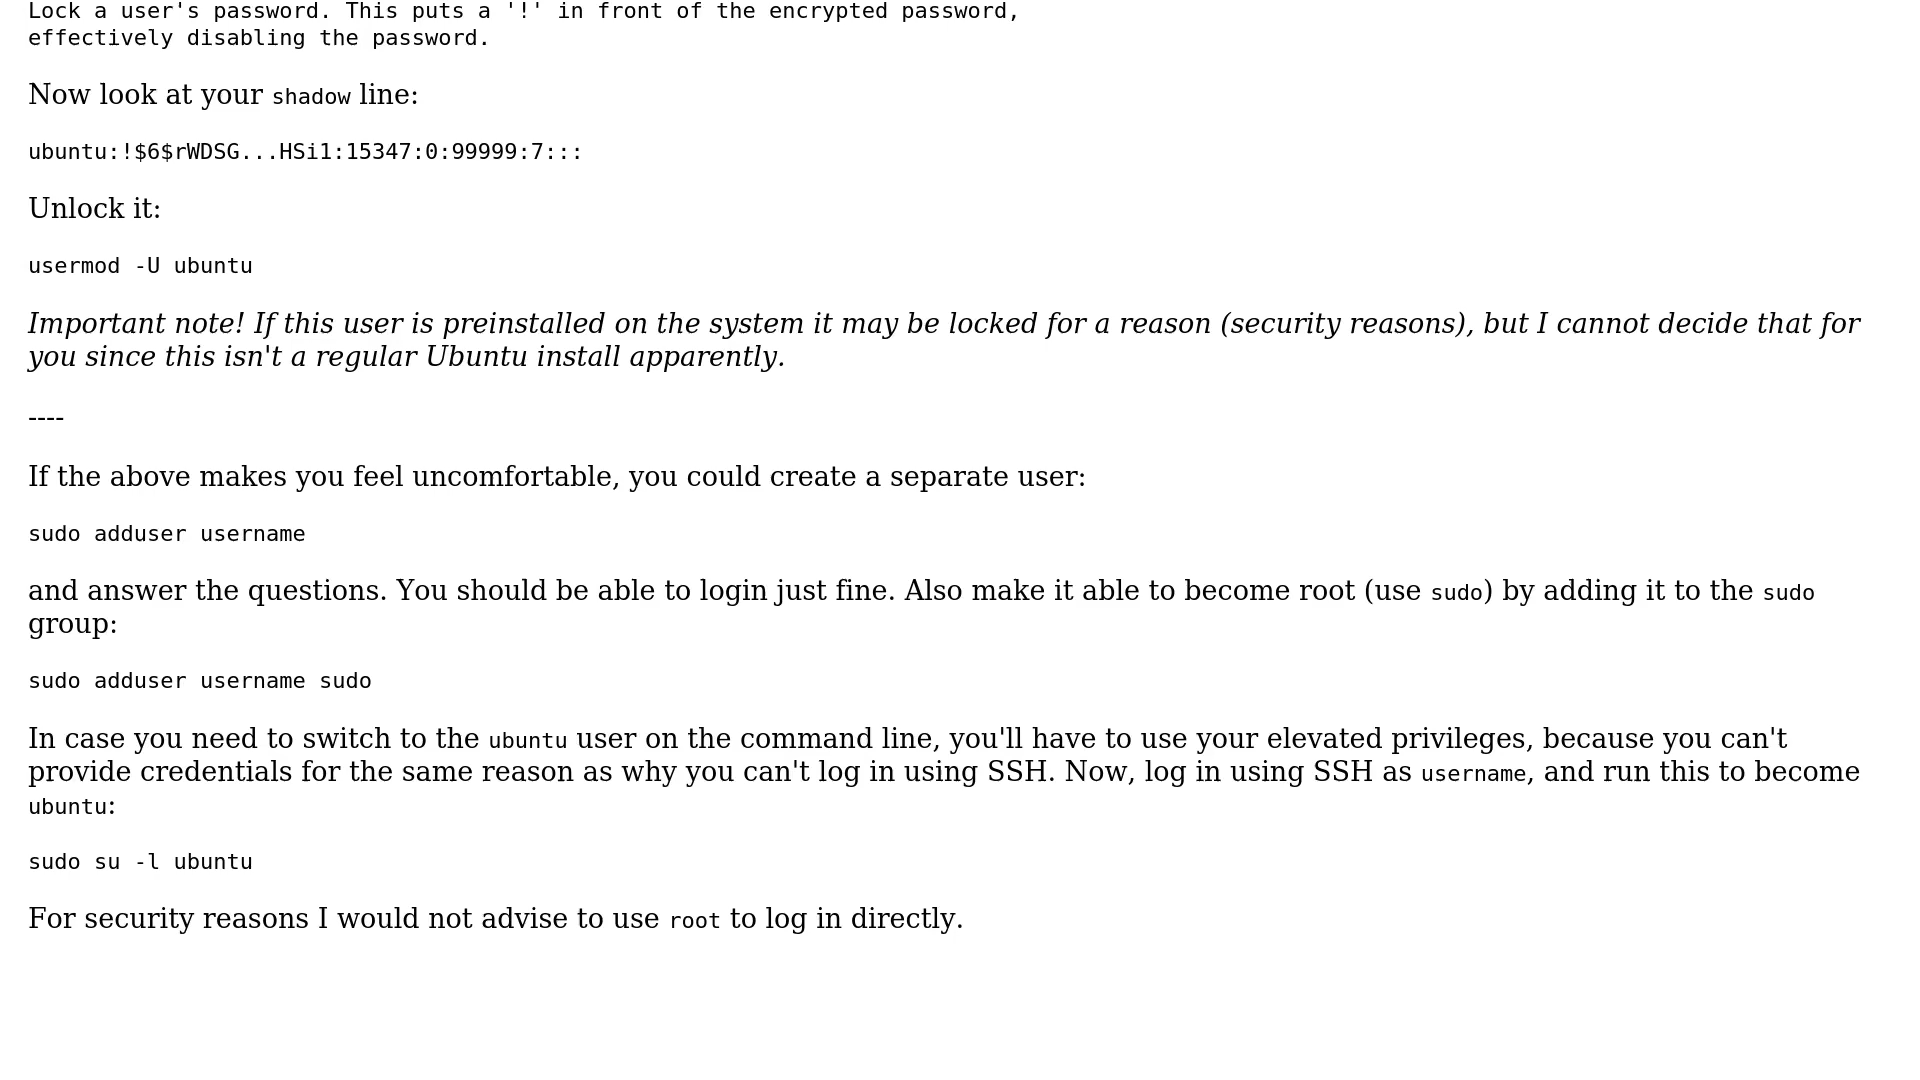 Lock a user's password. This puts a '!' in front of the encrypted password,
effectively disabling the password.
Now look at your shadow line:
ubuntu:!$6$rWDSG...HSi1:15347:0:99999:7:::
Unlock it:
usermod -U ubuntu
Important note! If this user is preinstalled on the system it may be locked for a reason (security reasons), but I cannot decide that for
you since this isn't a regular Ubuntu install apparently.
----
If the above makes you feel uncomfortable, you could create a separate user:
sudo adduser username
and answer the questions. You should be able to login just fine. Also make it able to become root (use sudo) by adding it to the sudo
group:
sudo adduser username sudo
In case you need to switch to the ubuntu user on the command line, you'll have to use your elevated privileges, because you can't
provide credentials for the same reason as why you can't log in using SSH. Now, log in using SSH as username, and run this to become
ubuntu:
sudo su -l ubuntu
For security reasons I would not advise to use root to log in directly.